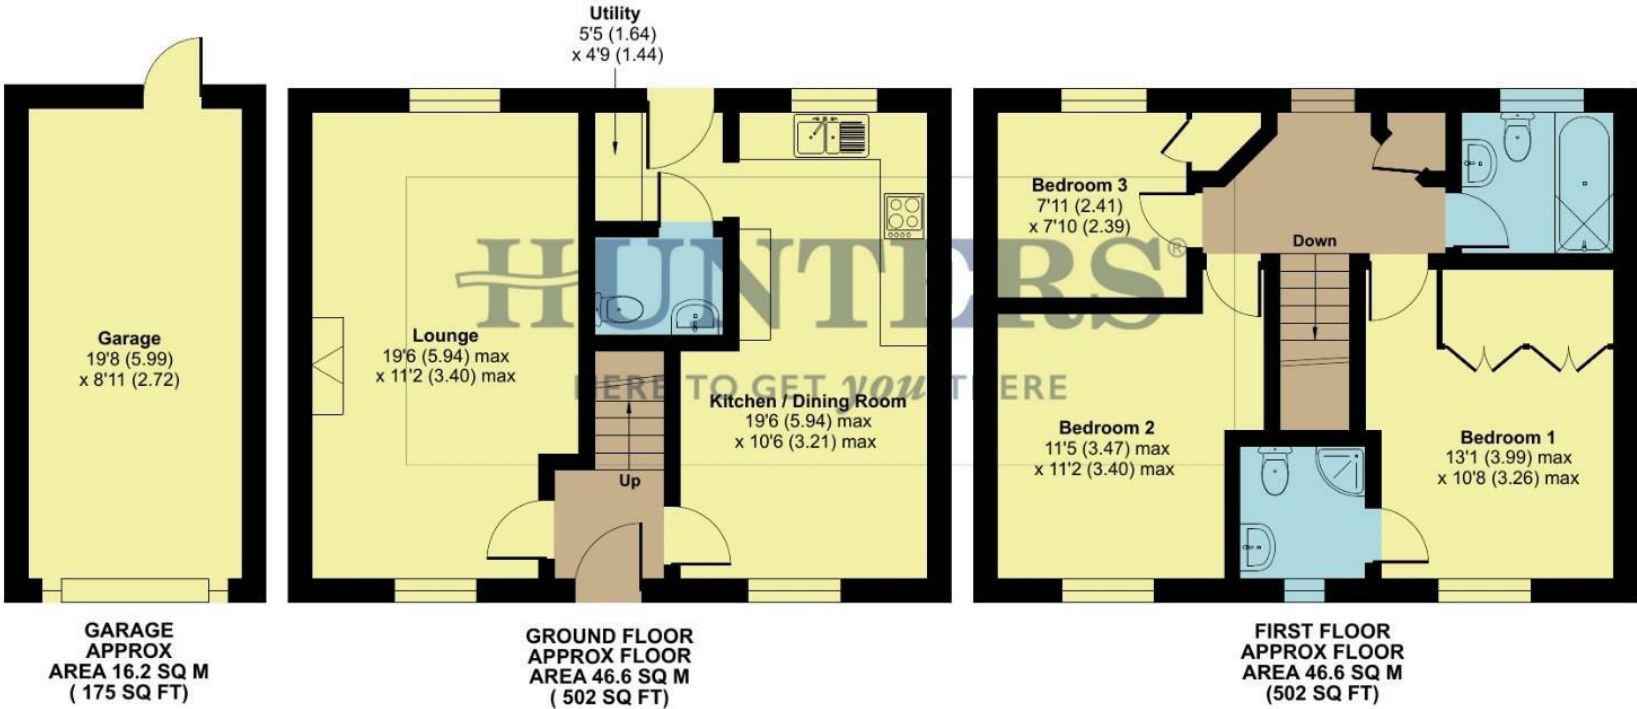 Utility
5'5 (1.64)
x 4'9 (1.44)
Garage
19'8 (5.99)
x 8'11 (2.72)
Lounge
19'6 (5.94) max
x 11'2 (3.40) max
Kitchen / Dining Room
19'6 (5.94) max
x 10'6 (3.21) max
Up
Bedroom 3
7'11 (2.41)
x 7'10 (2.39)
Down
Bedroom 2
11'5 (3.47) max
x 11'2 (3.40) max
Bedroom 1
13'1 (3.99) max
x 10'8 (3.26) max
HUNTERS®
HERE TO GET you THERE
GARAGE
APPROX
AREA 16.2 SQ M
( 175 SQ FT)
GROUND FLOOR
APPROX FLOOR
AREA 46.6 SQ M
( 502 SQ FT)
FIRST FLOOR
APPROX FLOOR
AREA 46.6 SQ M
(502 SQ FT)